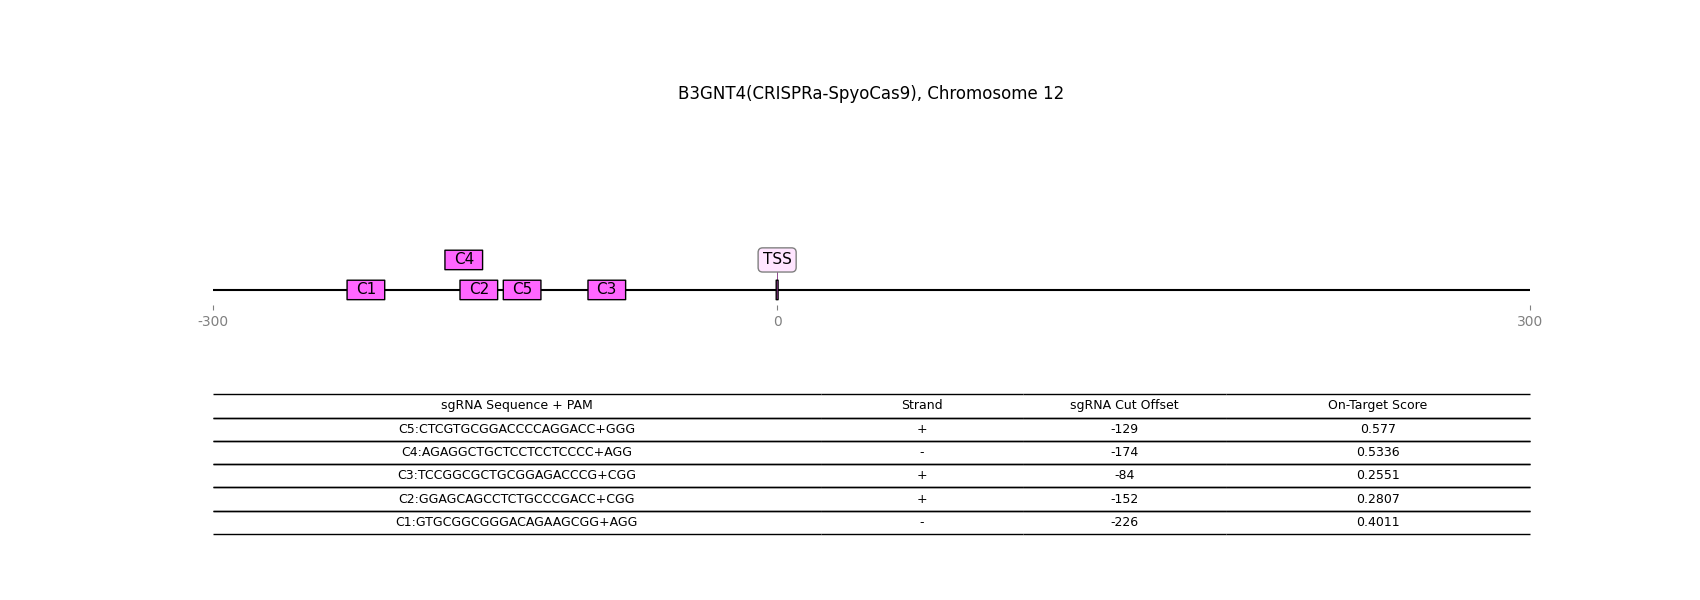 B3GNT4(CRISPRa-SpyoCas9), Chromosome 12
C4 TSS
C1 C2 C5 C3
-300 0 300
sgRNA Sequence + PAM Strand sgRNA Cut Offset On-Target Score
C5:CTCGTGCGGACCCCAGGACC+GGG + -129 0.577
C4:AGAGGCTGCTCCTCCTCCCC+AGG - -174 0.5336
C3:TCCGGCGCTGCGGAGACCCG+CGG + -84 0.2551
C2:GGAGCAGCCTCTGCCCGACC+CGG + -152 0.2807
C1:GTGCGGCGGGACAGAAGCGG+AGG - -226 0.4011